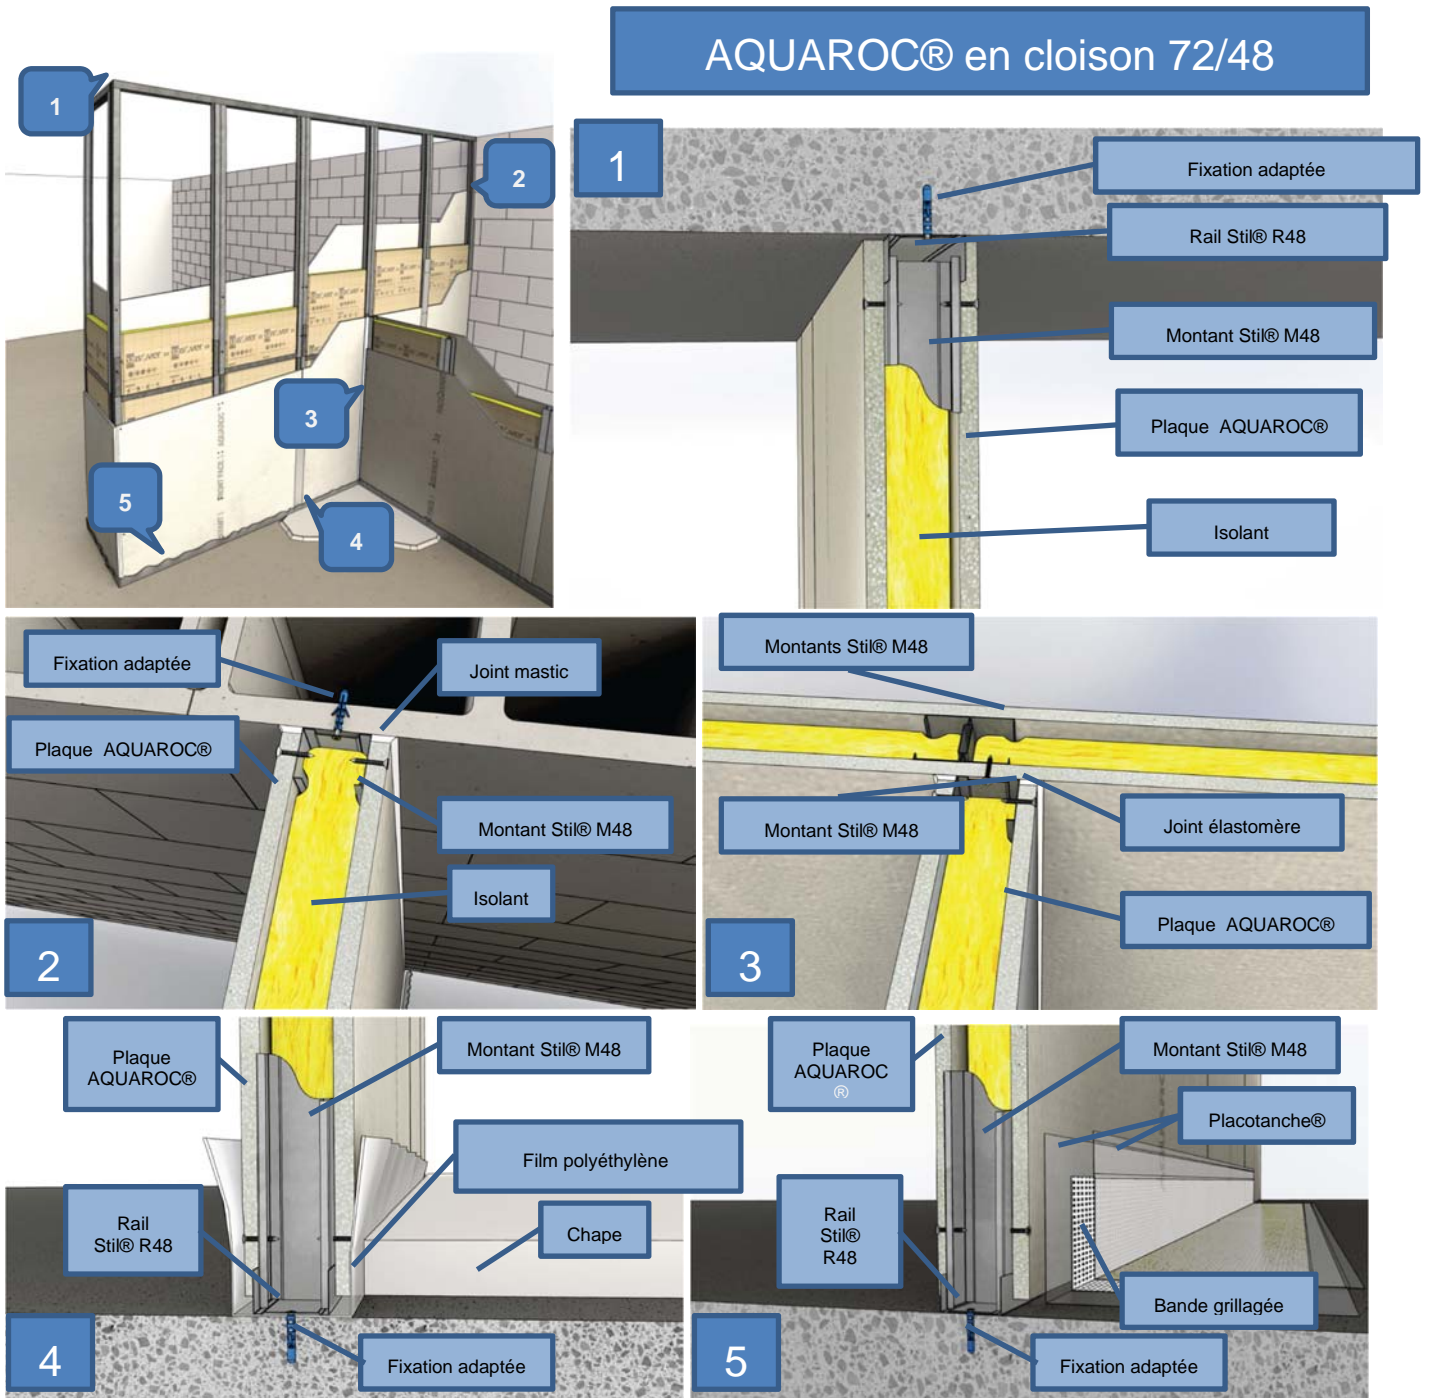 AQUAROC® en cloison 72/48
1
2
3
4
5
1
Fixation adaptée
Rail Stil® R48
Montant Stil® M48
Plaque AQUAROC®
Isolant
Fixation adaptée
Joint mastic
Plaque AQUAROC®
Montant Stil® M48
Isolant
2
Montants Stil® M48
Montant Stil® M48
Joint élastomère
Plaque AQUAROC®
3
Plaque
AQUAROC®
Montant Stil® M48
Film polyéthylène
Rail
Stil® R48
Chape
Fixation adaptée
4
Plaque
AQUAROC
®
Montant Stil® M48
Placotanche®
Rail
Stil®
R48
Bande grillagée
Fixation adaptée
5